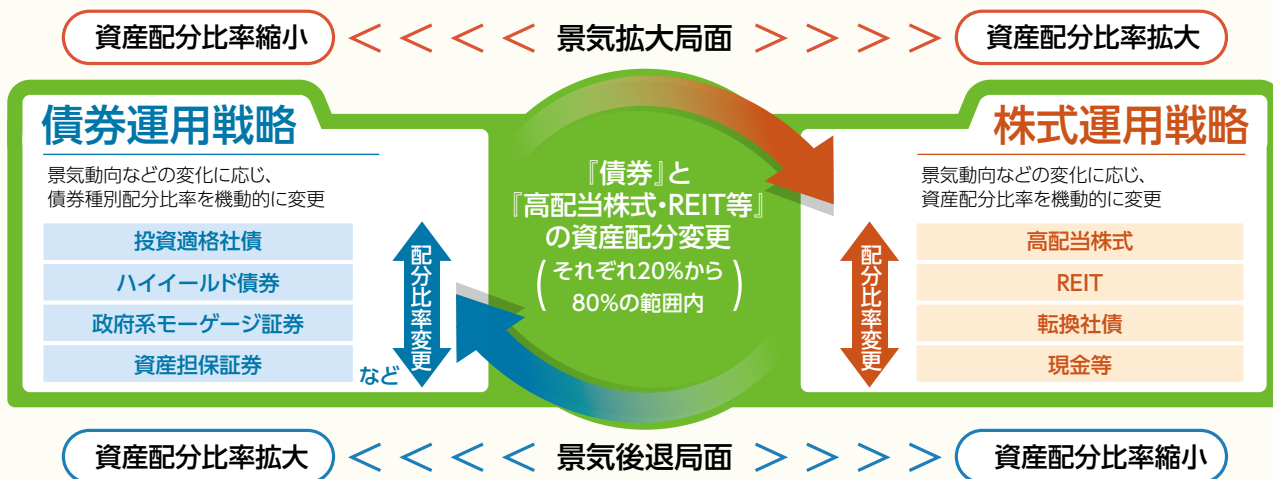 資産配分比率縮小 ＜ ＜ ＜ ＜ ＜ 景気拡大局面 ＞ ＞ ＞ ＞ ＞ 資産配分比率拡大
債券運用戦略
景気動向などの変化に応じ、
債券種別配分比率を機動的に変更
投資適格社債
ハイイールド債券
政府系モーゲージ証券
資産担保証券
など
配分比率変更
『債券』と
『高配当株式・REIT等』
の資産配分変更
(それぞれ20%から
80%の範囲内)
株式運用戦略
景気動向などの変化に応じ、
資産配分比率を機動的に変更
配分比率変更
高配当株式
REIT
転換社債
現金等
資産配分比率拡大 ＜ ＜ ＜ ＜ ＜ 景気後退局面 ＞ ＞ ＞ ＞ ＞ 資産配分比率縮小